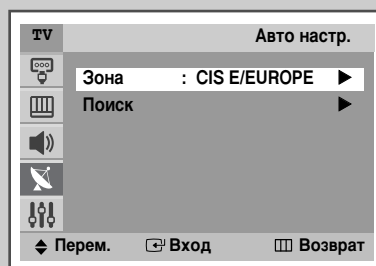 TV Авто настр.
Зона : CIS E/EUROPE ▶
Поиск ▶
Перем. Вход Возврат